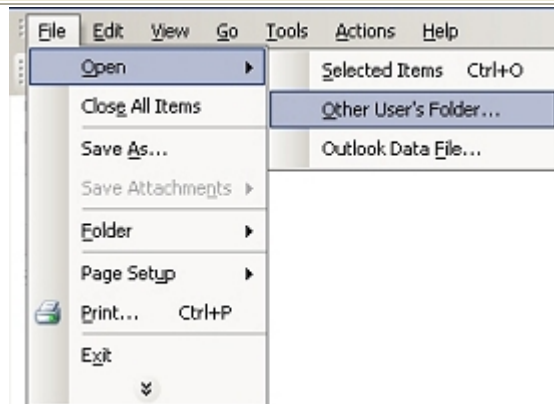 File Edit View Go Tools Actions Help
Open
Selected Items Ctrl+O
Other User's Folder...
Outlook Data File...
Close All Items
Save As...
Save Attachments
Folder
Page Setup
Print... Ctrl+P
Exit